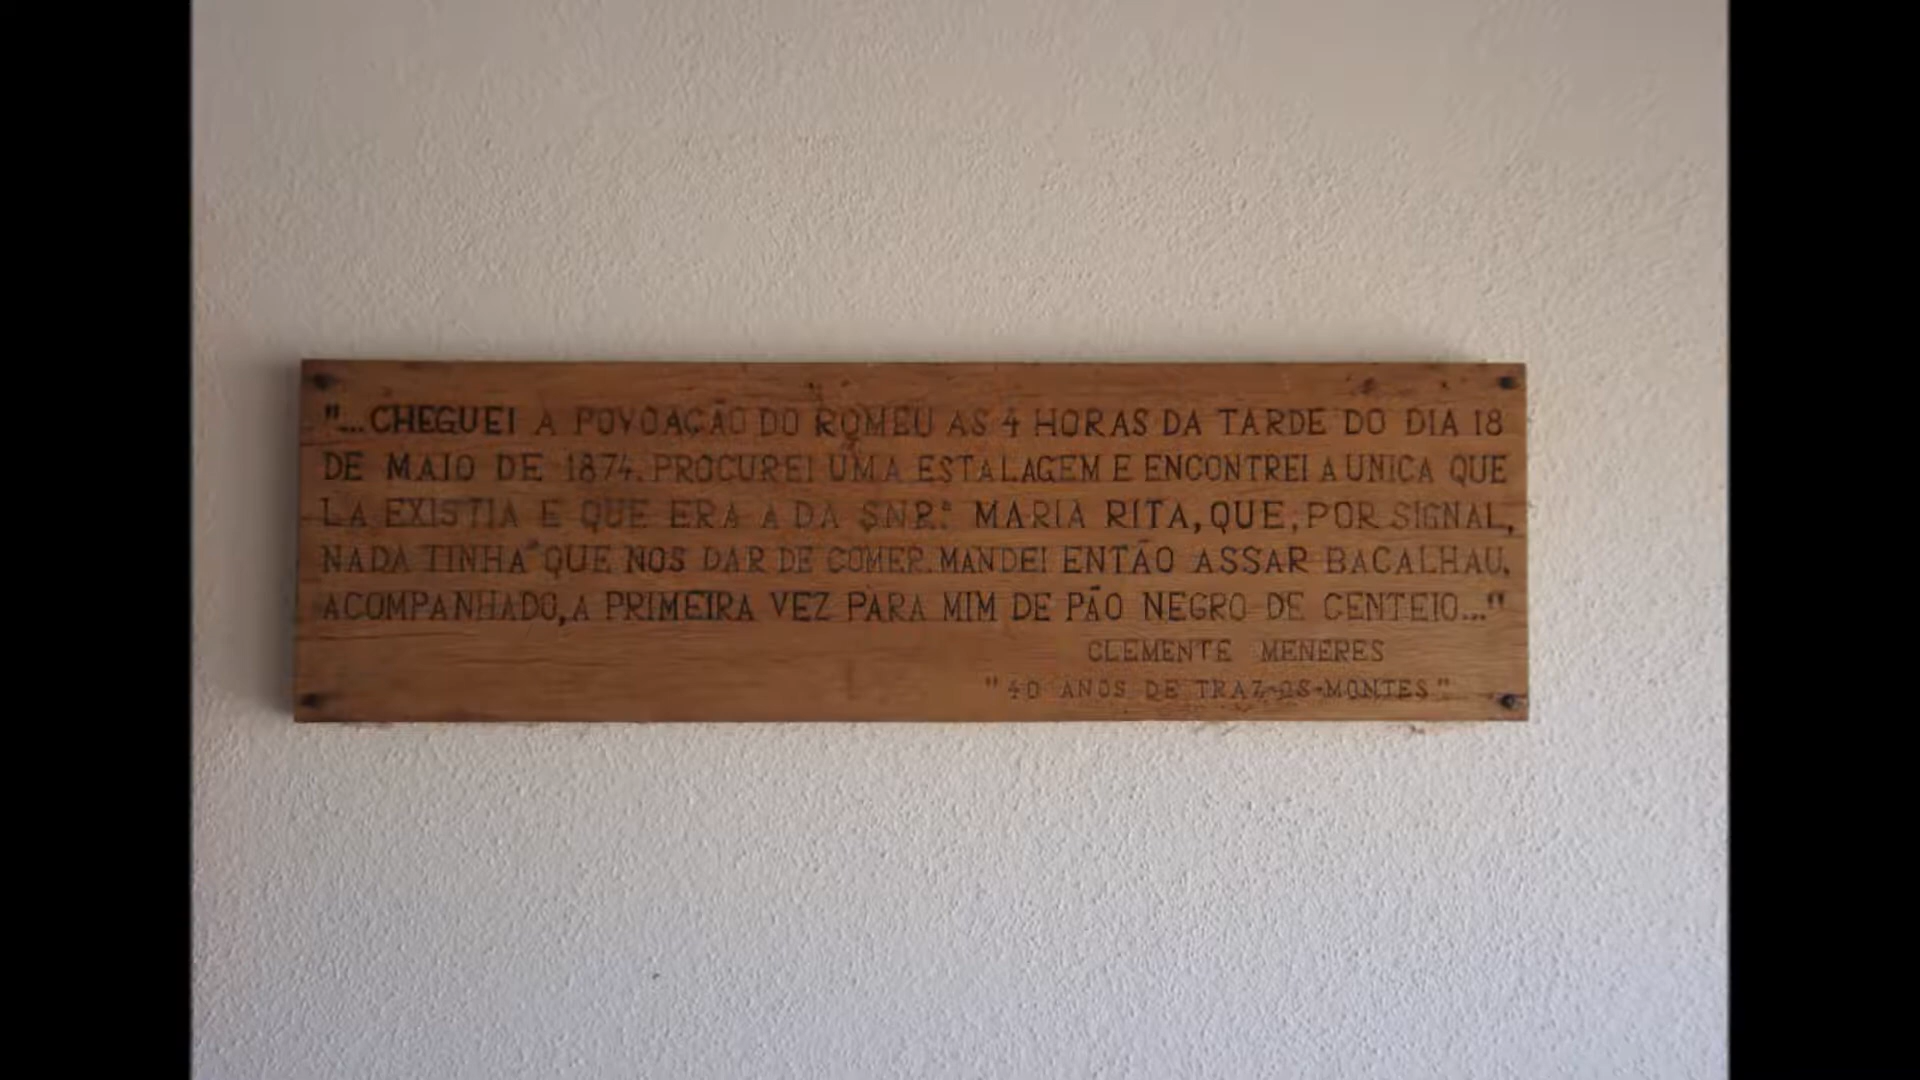 "...CHEGUEI A POVOAÇÃO DO ROMEU AS 4 HORAS DA TARDE DO DIA 18
DE MAIO DE 1874. PROCUREI UMA ESTALAGEM E ENCONTREI A UNICA QUE
LA EXISTIA E QUE ERA A DA SNR.ª MARIA RITA, QUE, POR SIGNAL,
NADA TINHA QUE NOS DAR DE COMER. MANDEI ENTÃO ASSAR BACALHAU,
ACOMPANHADO, A PRIMEIRA VEZ PARA MIM DE PÃO NEGRO DE CENTEIO..."
CLEMENTE MENERES
"40 ANOS DE TRAZ-OS-MONTES"